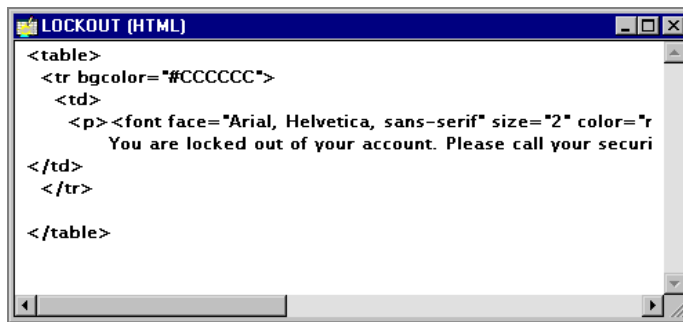 LOCKOUT (HTML)
<table>
<tr bgcolor="#CCCCCC">
<td>
<p><font face="Arial, Helvetica, sans-serif" size="2" color="r
You are locked out of your account. Please call your securi
</td>
</tr>
</table>